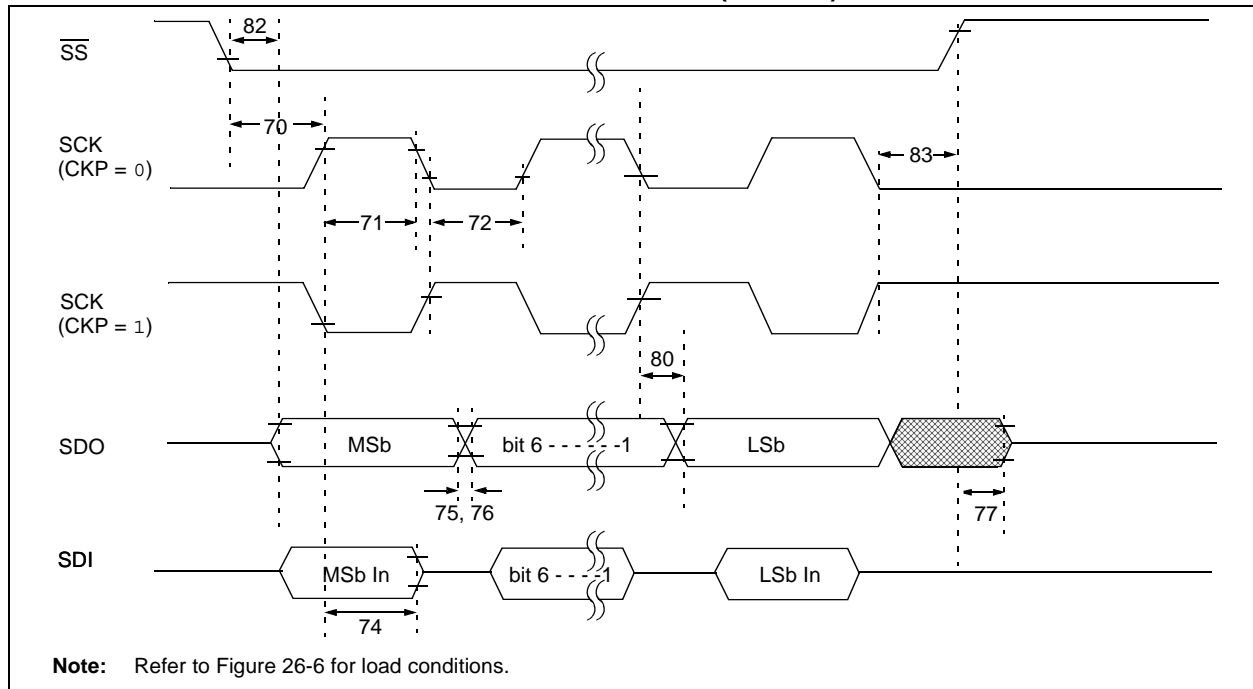 82
SS
70
SCK
(CKP = 0)
83
71
72
SCK
(CKP = 1)
80
SDO
MSb
bit 6 - - - - - -1
LSb
75, 76
77
SDI
MSb In
bit 6 - - - -1
LSb In
74
Note: Refer to Figure 26-6 for load conditions.